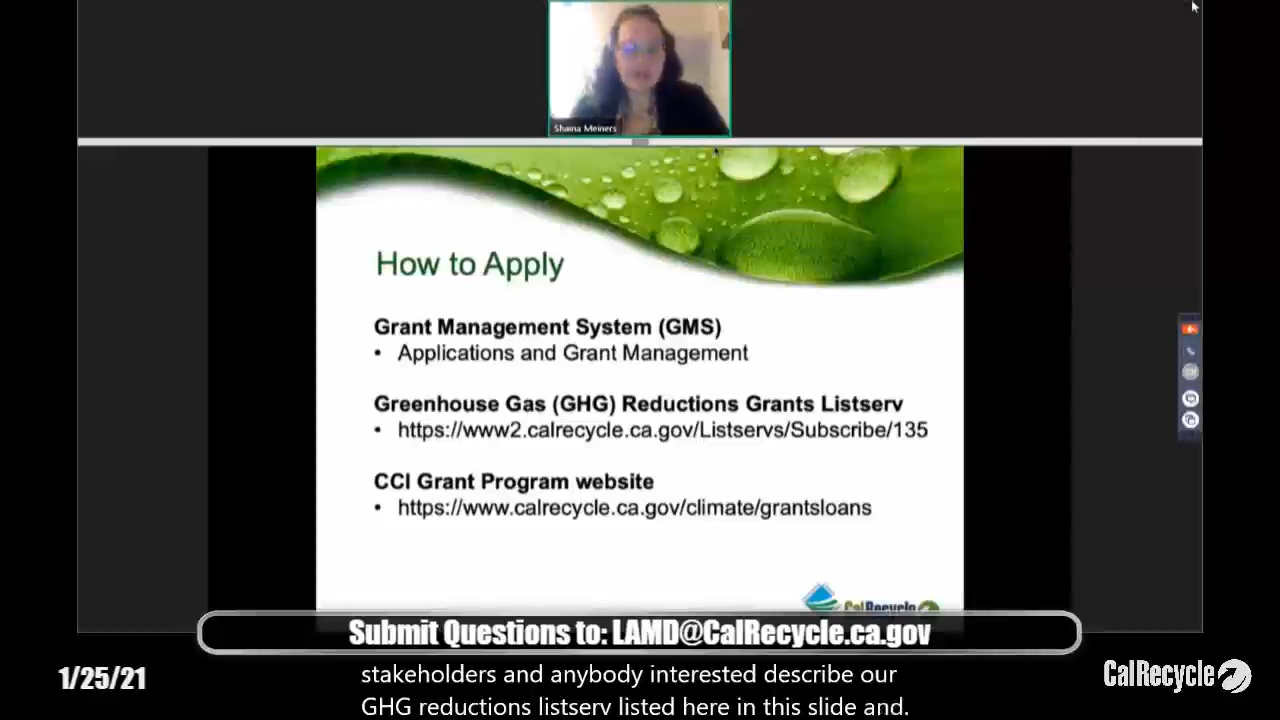 Shaina Meiners
How to Apply
Grant Management System (GMS)
• Applications and Grant Management
Greenhouse Gas (GHG) Reductions Grants Listserv
• https://www2.calrecycle.ca.gov/Listservs/Subscribe/135
CCI Grant Program website
• https://www.calrecycle.ca.gov/climate/grantsloans
CalRecycle
Submit Questions to: LAMD@CalRecycle.ca.gov
stakeholders and anybody interested describe our
1/25/21
CalRecycle
GHG reductions listserv listed here in this slide and.